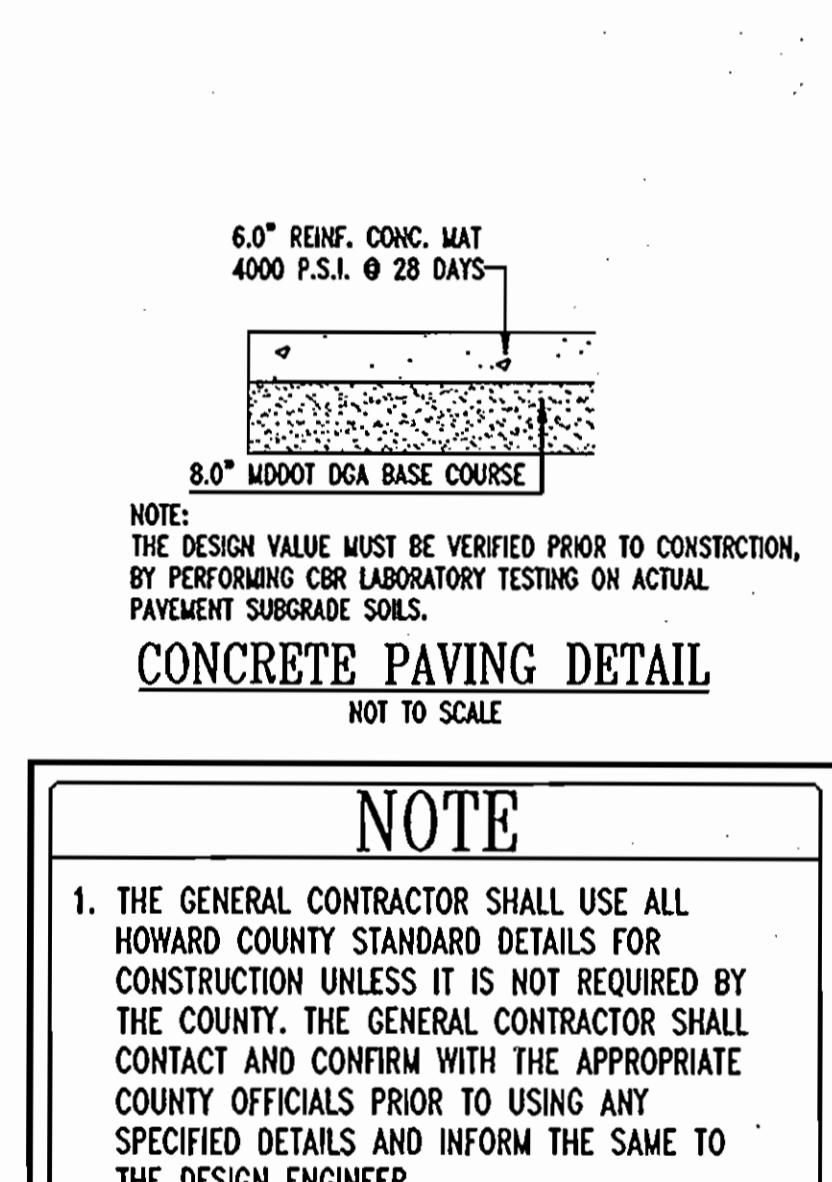 6.0" REINF. CONC. MAT
4000 P.S.I. @ 28 DAYS
8.0" MDDOT DGA BASE COURSE
NOTE:
THE DESIGN VALUE MUST BE VERIFIED PRIOR TO CONSTRCTION,
BY PERFORMING CBR LABORATORY TESTING ON ACTUAL
PAVEMENT SUBGRADE SOILS.
CONCRETE PAVING DETAIL
NOT TO SCALE
NOTE
1. THE GENERAL CONTRACTOR SHALL USE ALL
HOWARD COUNTY STANDARD DETAILS FOR
CONSTRUCTION UNLESS IT IS NOT REQUIRED BY
THE COUNTY. THE GENERAL CONTRACTOR SHALL
CONTACT AND CONFIRM WITH THE APPROPRIATE
COUNTY OFFICIALS PRIOR TO USING ANY
SPECIFIED DETAILS AND INFORM THE SAME TO
THE DESIGN ENGINEER